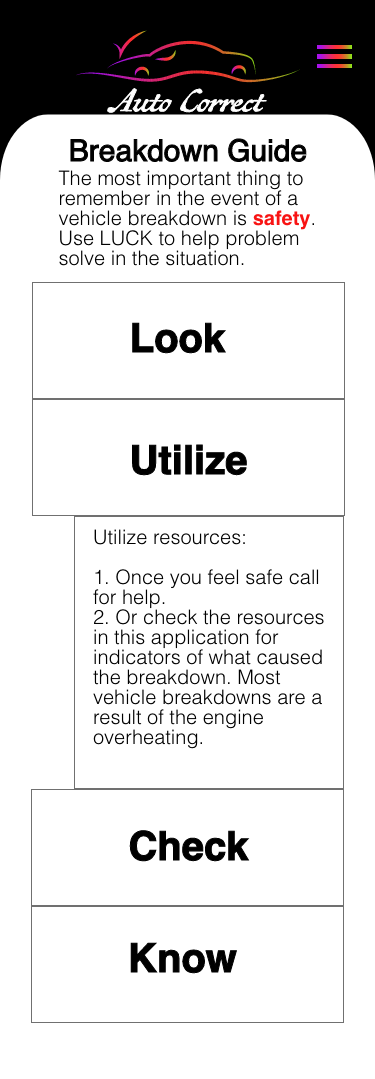 Auto Correct
Breakdown Guide
The most important thing to
remember in the event of a
vehicle breakdown is safety.
Use LUCK to help problem
solve in the situation.
Look
Utilize
Utilize resources:
1. Once you feel safe call
for help.
2. Or check the resources
in this application for
indicators of what caused
the breakdown. Most
vehicle breakdowns are a
result of the engine
overheating.
Check
Know